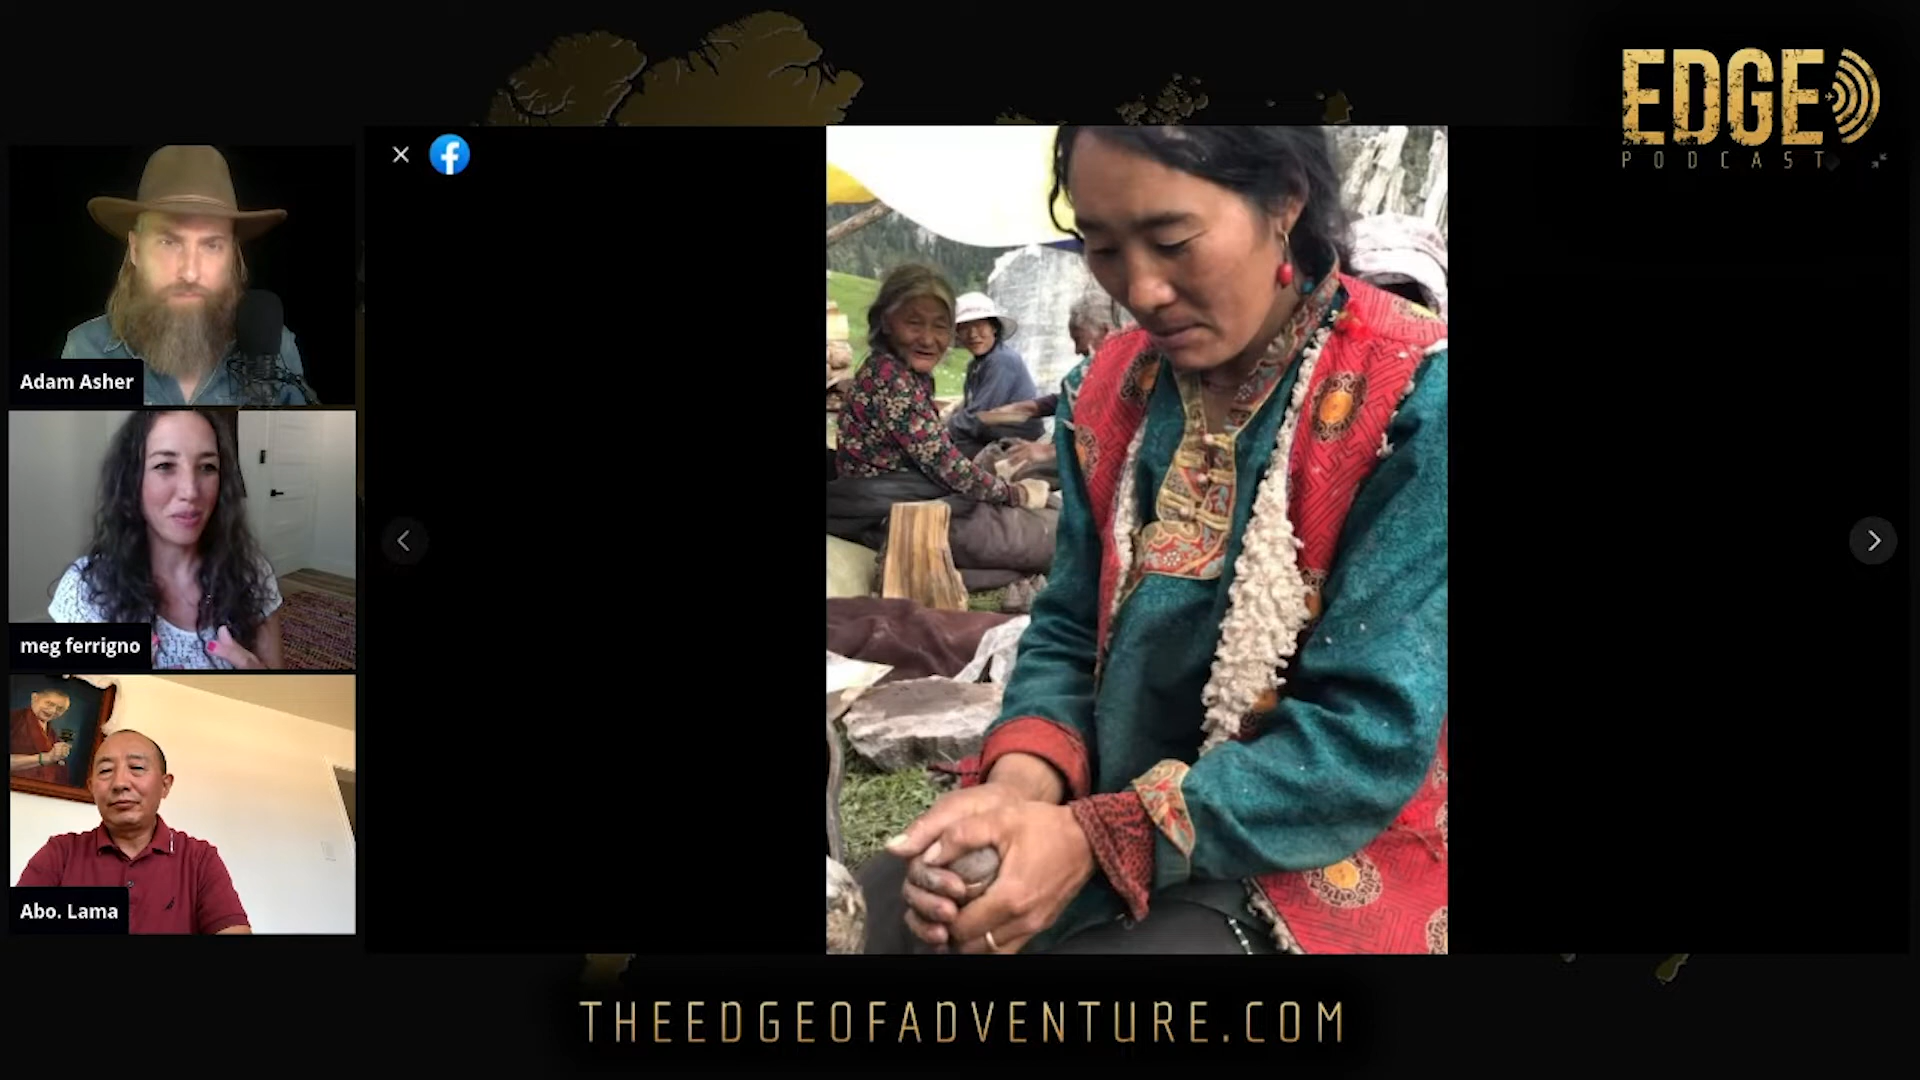 EDGE
PODCAST
Adam Asher
meg ferrigno
Abo. Lama
THEEDGEOFADVENTURE.COM